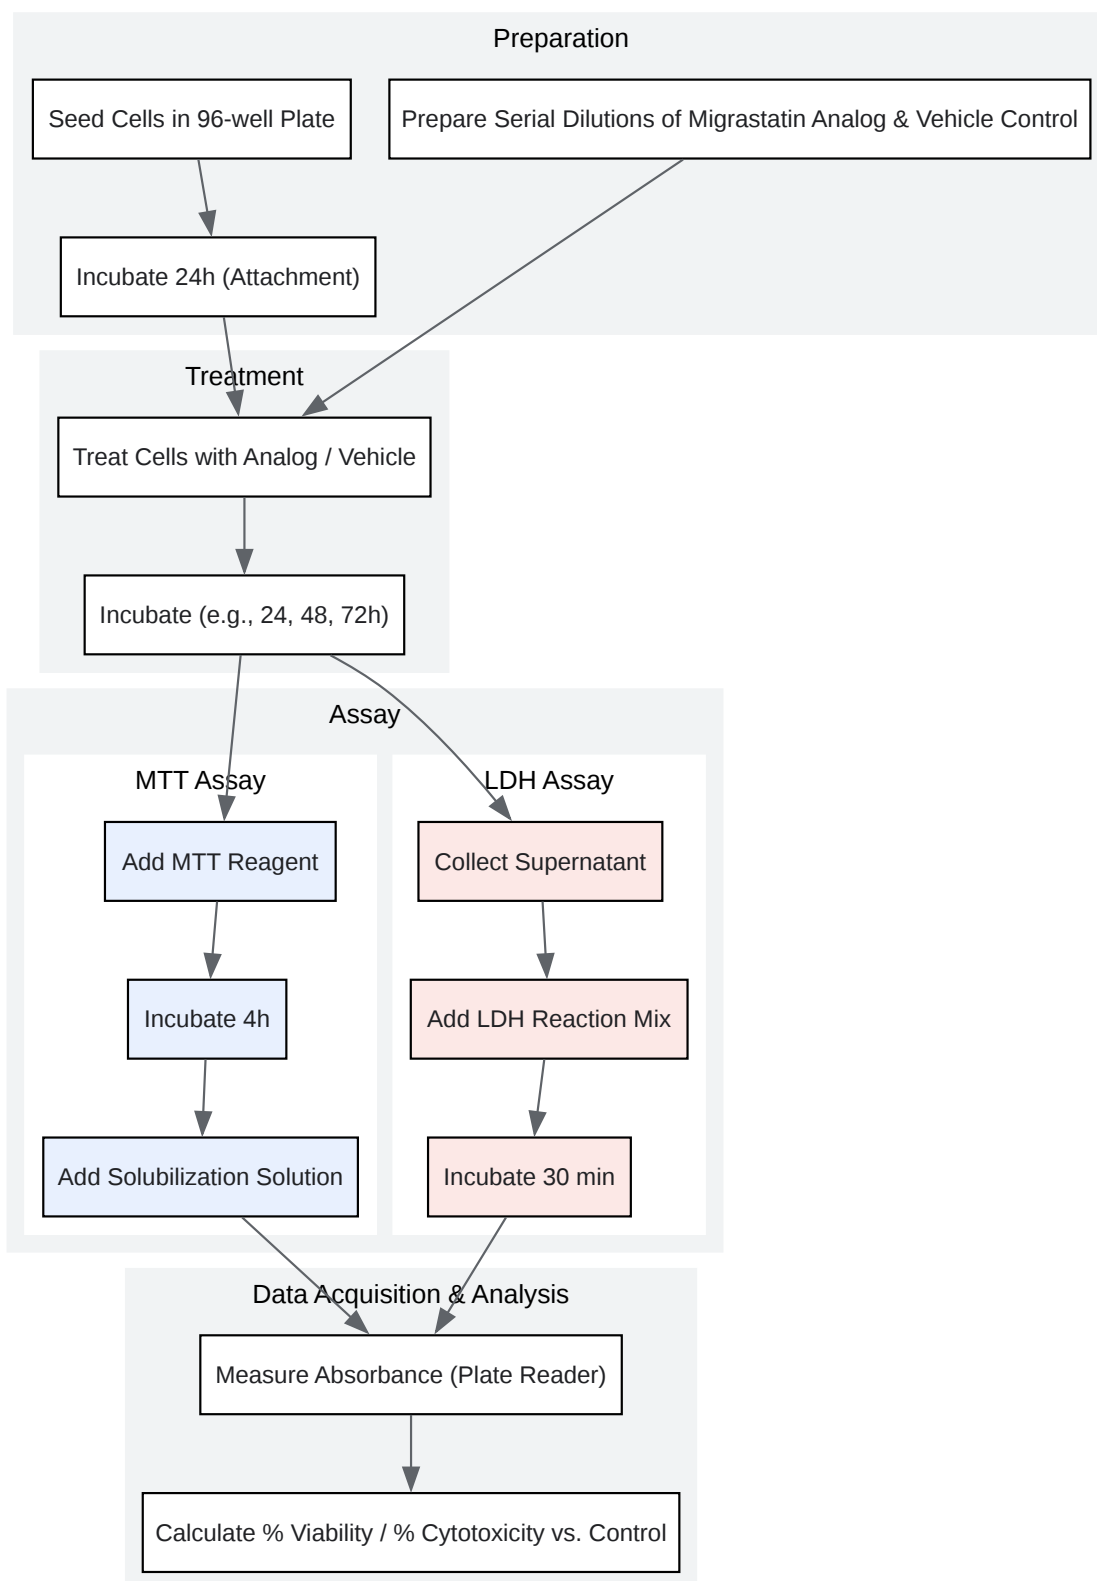 Preparation
Seed Cells in 96-well Plate
Prepare Serial Dilutions of Migrastatin Analog & Vehicle Control
Incubate 24h (Attachment)
Treatment
Treat Cells with Analog / Vehicle
Incubate (e.g., 24, 48, 72h)
Assay
MTT Assay
LDH Assay
Add MTT Reagent
Collect Supernatant
Incubate 4h
Add LDH Reaction Mix
Add Solubilization Solution
Incubate 30 min
Data Acquisition & Analysis
Measure Absorbance (Plate Reader)
Calculate % Viability / % Cytotoxicity vs. Control